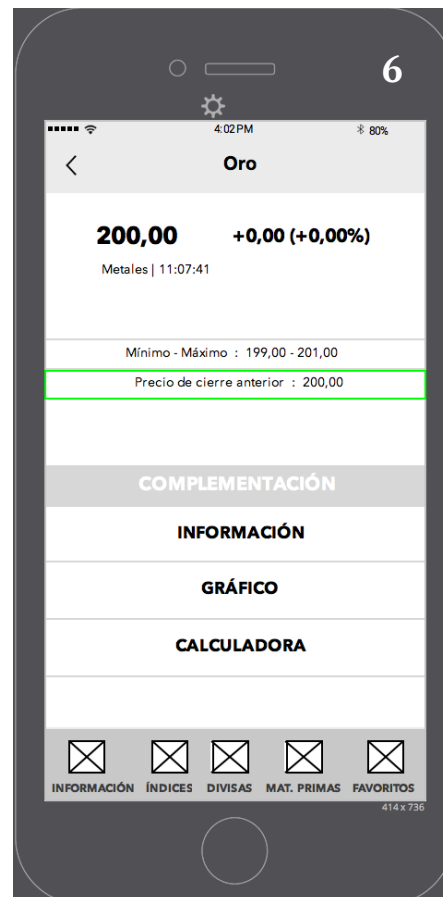 6
4:02 PM
80%
Oro
200,00 +0,00 (+0,00%)
Metales | 11:07:41
Mínimo - Máximo : 199,00 - 201,00
Precio de cierre anterior : 200,00
COMPLEMENTACIÓN
INFORMACIÓN
GRÁFICO
CALCULADORA
INFORMACIÓN ÍNDICES DIVISAS MAT. PRIMAS FAVORITOS
414 x 736